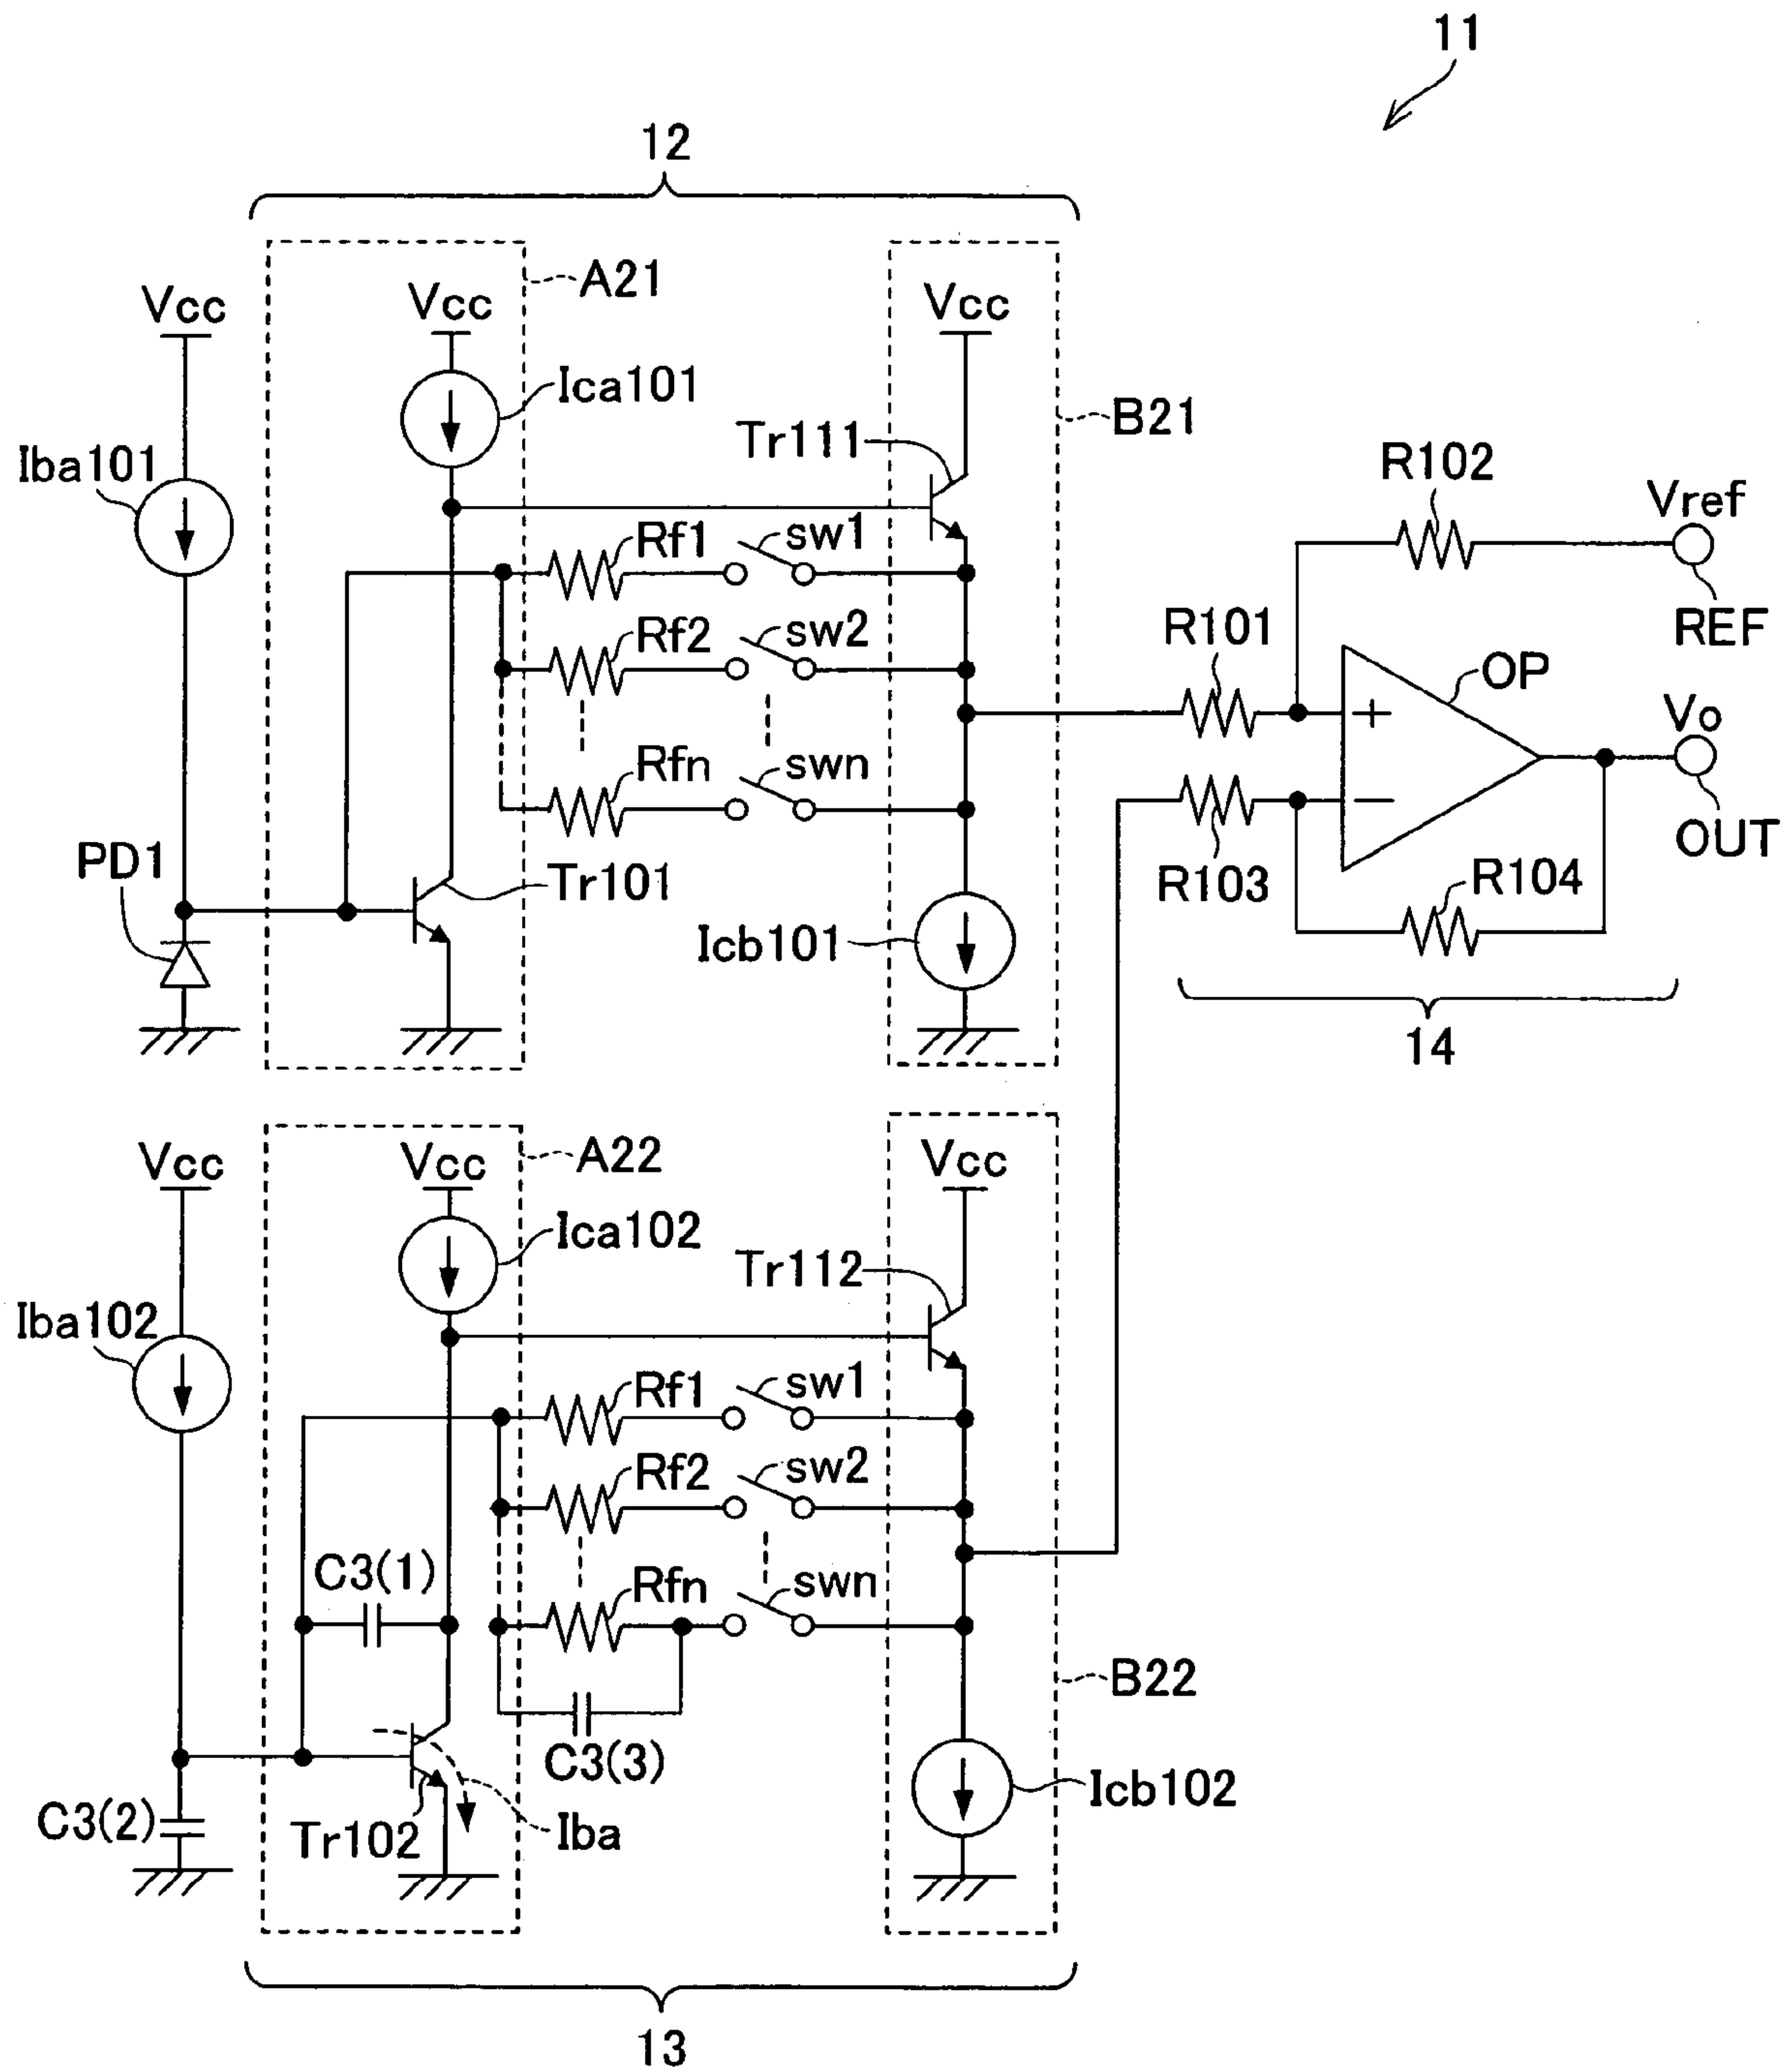 11
12
A21
Vcc
Vcc
Vcc
Ica101
B21
Tr111
Iba101
R102
Vref
Rf1
sw1
REF
R101
Rf2
sw2
OP
Vo
+
Rfn
swn
−
OUT
PD1
Tr101
R103
R104
Icb101
14
Vcc
Vcc
A22
Vcc
Ica102
Tr112
Iba102
Rf1
sw1
Rf2
sw2
C3(1)
Rfn
swn
B22
C3(3)
Icb102
C3(2)
Tr102
Iba
13